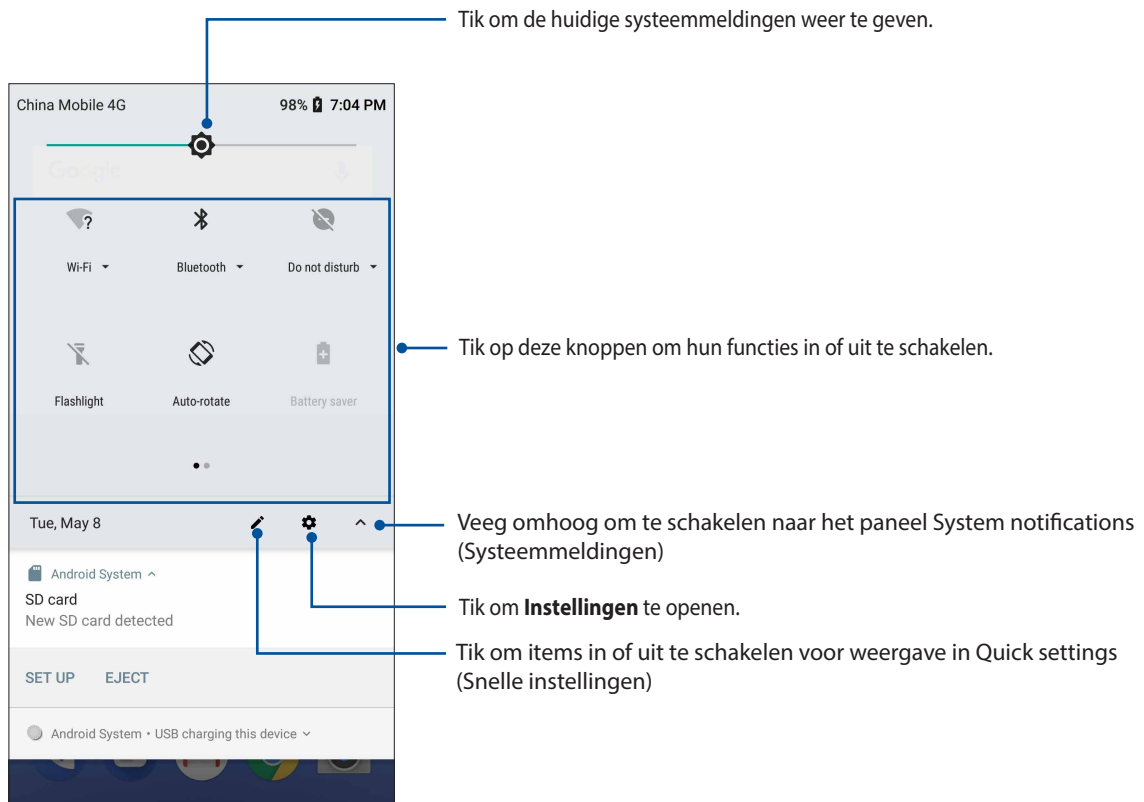 Tik om de huidige systeemmeldingen weer te geven.
China Mobile 4G 98% 7:04 PM
Google
?
Wi-Fi Bluetooth Do not disturb
Tik op deze knoppen om hun functies in of uit te schakelen.
Flashlight Auto-rotate Battery saver
Tue, May 8
Veeg omhoog om te schakelen naar het paneel System notifications
(Systeemmeldingen)
Android System
SD card
New SD card detected
Tik om Instellingen te openen.
Tik om items in of uit te schakelen voor weergave in Quick settings
(Snelle instellingen)
SET UP EJECT
Android System • USB charging this device